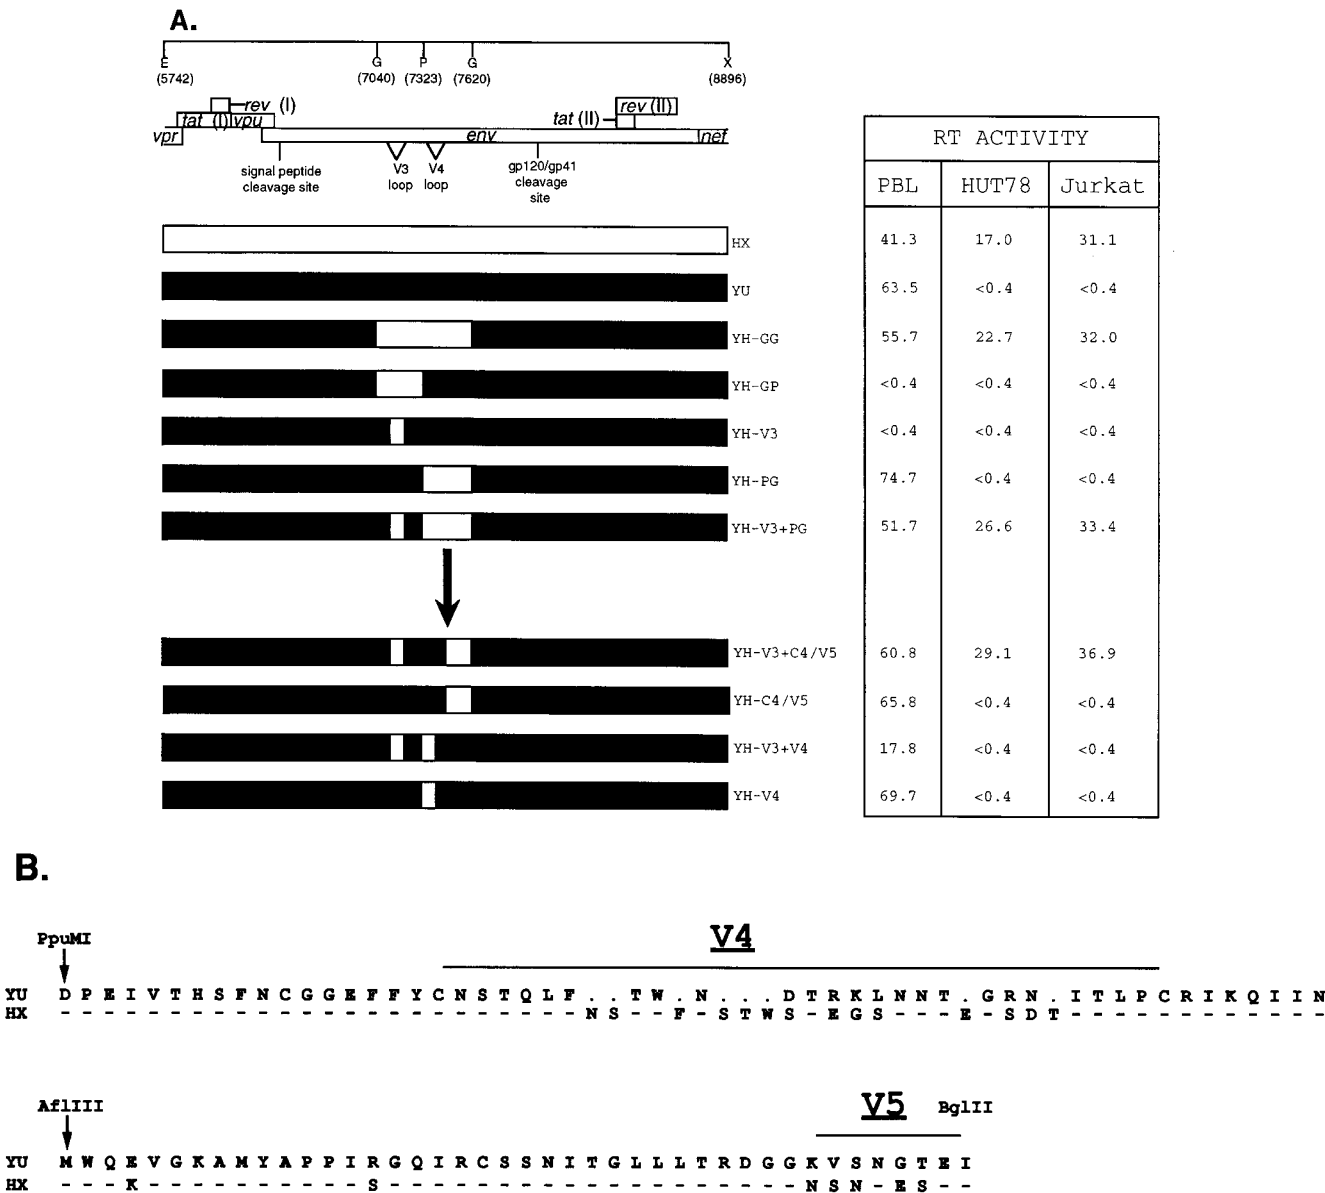 A.
E G P G X
(5742) (7040) (7323) (7620) (8896)
rev (I) rev (II)
tat (I) vpu tat (II)
vpr env nef
signal peptide cleavage site
V3 loop
V4 loop
gp120/gp41 cleavage site
RT ACTIVITY
PBL HUT78 Jurkat
HX 41.3 17.0 31.1
YU 63.5 <0.4 <0.4
YH-GG 55.7 22.7 32.0
YH-GP <0.4 <0.4 <0.4
YH-V3 <0.4 <0.4 <0.4
YH-PG 74.7 <0.4 <0.4
YH-V3+PG 51.7 26.6 33.4
YH-V3+C4/V5 60.8 29.1 36.9
YH-C4/V5 65.8 <0.4 <0.4
YH-V3+V4 17.8 <0.4 <0.4
YH-V4 69.7 <0.4 <0.4
B.
PpuMI V4
YU D P E I V T H S F N C G G E F F Y C N S T Q L F . . T W . N . . . D T R K L N N T . G R N . I T L P C R I K Q I I N
HX - - - - - - - - - - - - - - - - - - - - - - - - N S - - F - S T W S - E G S - - - E - S D T - - - - - - - - - - - -
AflIII V5 BglII
YU M W Q E V G K A M Y A P P I R G Q I R C S S N I T G L L L T R D G G K V S N G T E I
HX - - - K - - - - - - - - - - S - - - - - - - - - - - - - - - - - - - N S N - E S - -